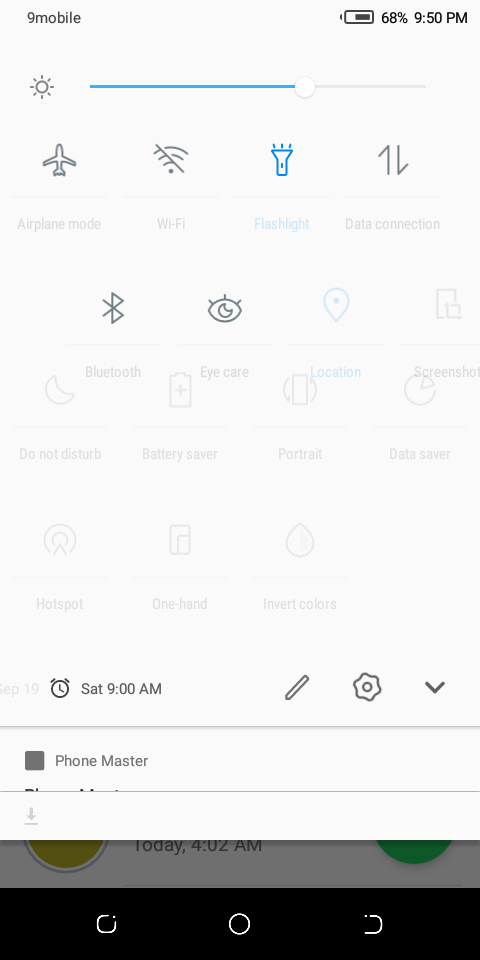 9mobile 68% 9:50 PM
Airplane mode Wi-Fi Flashlight Data connection
Bluetooth Eye care Location Screenshot
Do not disturb Battery saver Portrait Data saver
Hotspot One-hand Invert colors
Sep 19 Sat 9:00 AM
Phone Master
Phone Master
Today, 4:02 AM